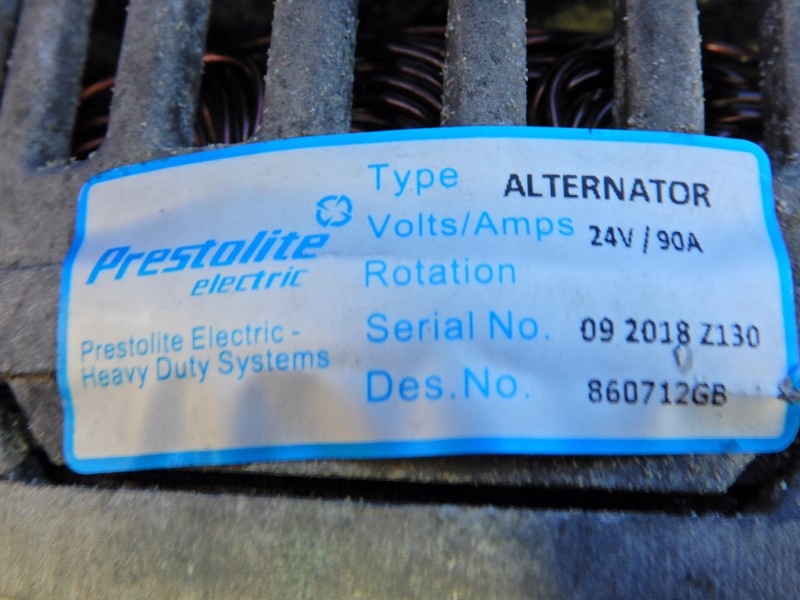 Prestolite
electric
Prestolite Electric -
Heavy Duty Systems
Type ALTERNATOR
Volts/Amps 24V / 90A
Rotation
Serial No. 09 2018 Z130
Des.No. 860712GB